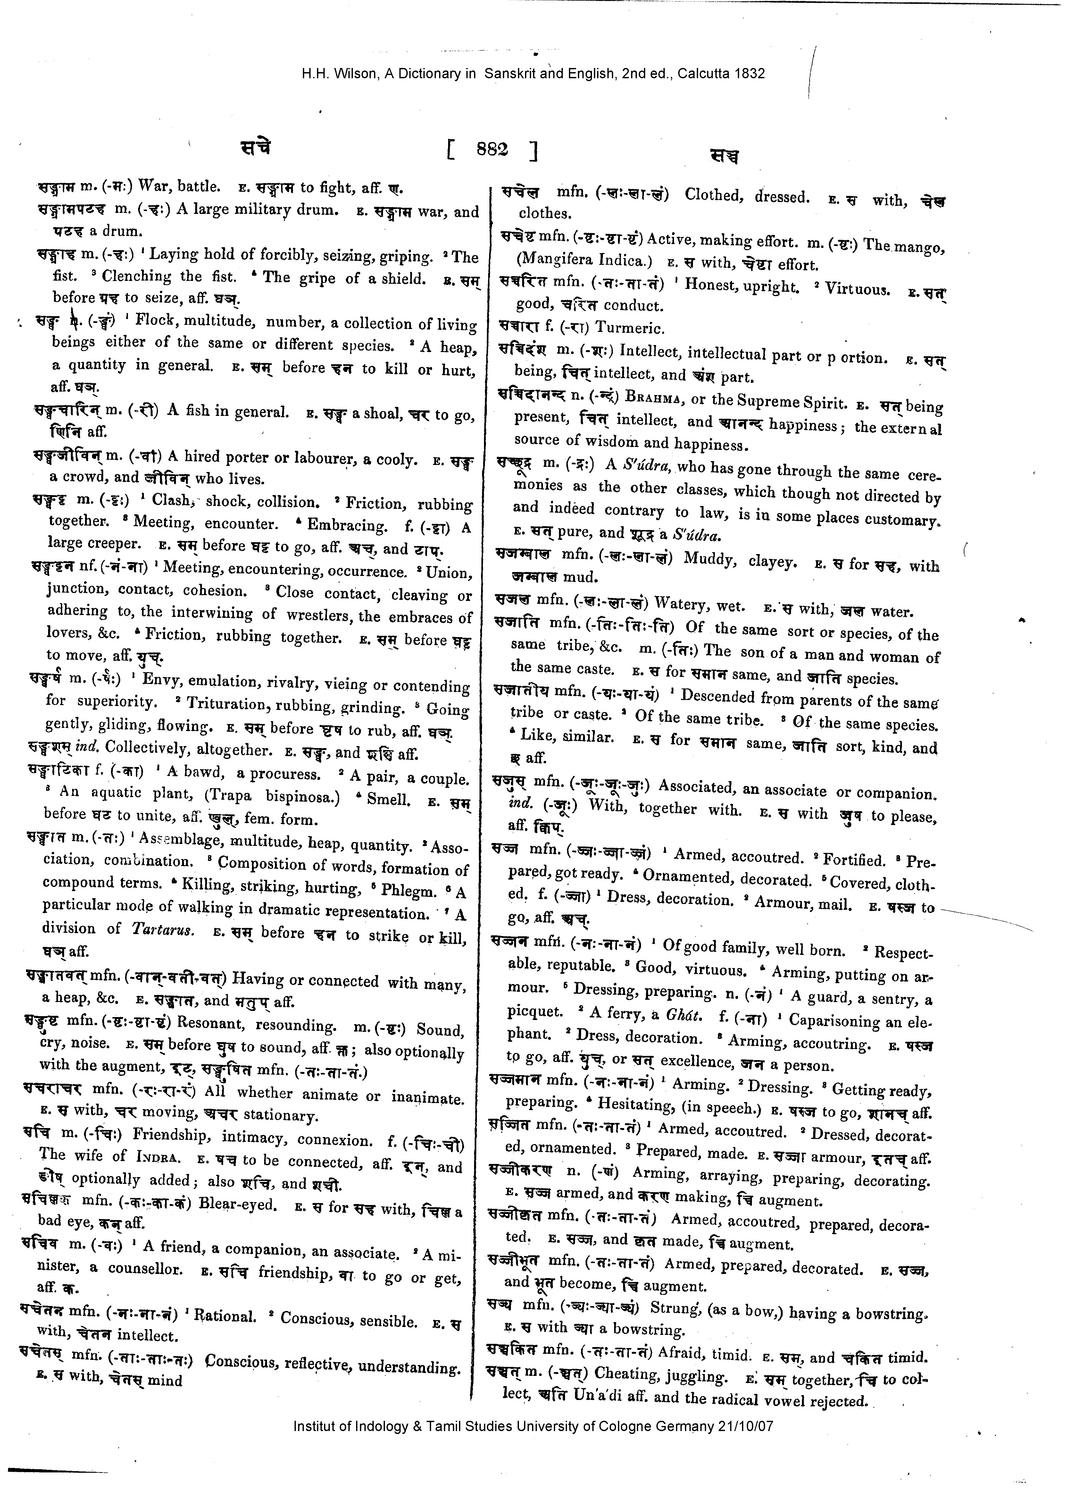 H.H. Wilson, A Dictionary in Sanskrit and English, 2nd ed., Calcutta 1832
सचे [ 882 ] सञ्च
सङ्ग्राम m. (-मः) War, battle. E. सङ्ग्राम to fight, aff. ण.
सङ्ग्रामपटह m. (-हः) A large military drum. E. सङ्ग्राम war, and
पटह a drum.
सङ्ग्राह m. (-हः) ¹ Laying hold of forcibly, seizing, griping. ² The
fist. ³ Clenching the fist. ⁴ The gripe of a shield. E. सम्
before ग्रह to seize, aff. घञ्.
सङ्घ (-ङ्घं) ¹ Flock, multitude, number, a collection of living
beings either of the same or different species. ² A heap,
a quantity in general. E. सम् before हन to kill or hurt,
aff. घञ्.
सङ्घचारिन् m. (-री) A fish in general. E. सङ्घ a shoal, चर to go,
णिनि aff.
सङ्घजीविन् m. (-वी) A hired porter or labourer, a cooly. E. सङ्घ
a crowd, and जीविन् who lives.
सङ्घट्ट m. (-ट्टः) ¹ Clash, shock, collision. ² Friction, rubbing
together. ³ Meeting, encounter. ⁴ Embracing. f. (-ट्टा) A
large creeper. E. सम् before घट्ट to go, aff. अच्, and टाप्.
सङ्घट्टन nf. (-नं-ना) ¹ Meeting, encountering, occurrence. ² Union,
junction, contact, cohesion. ³ Close contact, cleaving or
adhering to, the intertwining of wrestlers, the embraces of
lovers, &c. ⁴ Friction, rubbing together. E. सम् before घट्ट
to move, aff. युच्.
सङ्घर्ष m. (-र्षः) ¹ Envy, emulation, rivalry, vieing or contending
for superiority. ² Trituration, rubbing, grinding. ³ Going
gently, gliding, flowing. E. सम् before घृष to rub, aff. घञ्.
सङ्घशस् ind. Collectively, altogether. E. सङ्घ, and शसि aff.
सङ्घाटिका f. (-का) ¹ A bawd, a procuress. ² A pair, a couple.
³ An aquatic plant, (Trapa bispinosa.) ⁴ Smell. E. सम्
before घट to unite, aff. ण्वुल्, fem. form.
सङ्घात m. (-तः) ¹ Assemblage, multitude, heap, quantity. ² Asso-
ciation, combination. ³ Composition of words, formation of
compound terms. ⁴ Killing, striking, hurting, ⁵ Phlegm. ⁶ A
particular mode of walking in dramatic representation. ⁷ A
division of Tartarus. E. सम् before हन to strike or kill,
घञ् aff.
सङ्घातवत् mfn. (-वान्-वती-वत्) Having or connected with many,
a heap, &c. E. सङ्घात, and मतुप् aff.
सङ्घुष्ट mfn. (-ष्टः-ष्टा-ष्टं) Resonant, resounding. m. (-ष्टः) Sound,
cry, noise. E. सम् before घुष to sound, aff. क्त; also optionally
with the augment, इट्, सङ्घुषित mfn. (-तः-ता-तं.)
सचराचर mfn. (-रः-रा-रं) All whether animate or inanimate.
E. स with, चर moving, अचर stationary.
सचि m. (-चिः) Friendship, intimacy, connexion. f. (-चिः-ची)
The wife of INDRA. E. षच to be connected, aff. इन्, and
ङीष् optionally added; also शचि, and शची.
सचिल्लक mfn. (-कः-का-कं) Blear-eyed. E. स for सह with, चिल्ल a
bad eye, कन् aff.
सचिव m. (-वः) ¹ A friend, a companion, an associate. ² A mi-
nister, a counsellor. E. सचि friendship, वा to go or get,
aff. क.
सचेतन mfn. (-नः-ना-नं) ¹ Rational. ² Conscious, sensible. E. स
with, चेतन intellect.
सचेतस् mfn. (-ताः-ताः-तः) Conscious, reflective, understanding.
E. स with, चेतस् mind
सचेल mfn. (-लः-ला-लं) Clothed, dressed. E. स with, चेल
clothes.
सचेष्ट mfn. (-ष्टः-ष्टा-ष्टं) Active, making effort. m. (-ष्टः) The mango,
(Mangifera Indica.) E. स with, चेष्टा effort.
सच्चरित mfn. (-तः-ता-तं) ¹ Honest, upright. ² Virtuous. E. सत्
good, चरित conduct.
सच्चारा f. (-रा) Turmeric.
सच्चिदंश m. (-शः) Intellect, intellectual part or p ortion. E. सत्
being, चित् intellect, and अंश part.
सच्चिदानन्द n. (-न्दं) BRAHMA, or the Supreme Spirit. E. सत् being
present, चित् intellect, and आनन्द happiness; the external
source of wisdom and happiness.
सच्छूद्र m. (-द्रः) A S'údra, who has gone through the same cere-
monies as the other classes, which though not directed by
and indeed contrary to law, is in some places customary.
E. सत् pure, and शूद्र a S'údra.
सजम्बाल mfn. (-लः-ला-लं) Muddy, clayey. E. स for सह, with
जम्बाल mud.
सजल mfn. (-लः-ला-लं) Watery, wet. E. स with, जल water.
सजाति mfn. (-तिः-तिः-ति) Of the same sort or species, of the
same tribe, &c. m. (-तिः) The son of a man and woman of
the same caste. E. स for समान same, and जाति species.
सजातीय mfn. (-यः-या-यं) ¹ Descended from parents of the same
tribe or caste. ² Of the same tribe. ³ Of the same species.
⁴ Like, similar. E. स for समान same, जाति sort, kind, and
छ aff.
सजुस् mfn. (-जूः-जूः-जुः) Associated, an associate or companion.
ind. (-जूः) With, together with. E. स with जुष to please,
aff. क्विप्.
सज्ज mfn. (-ज्जः-ज्जा-ज्जं) ¹ Armed, accoutred. ² Fortified. ³ Pre-
pared, got ready. ⁴ Ornamented, decorated. ⁵ Covered, cloth-
ed. f. (-ज्जा) ¹ Dress, decoration. ² Armour, mail. E. षस्ज to
go, aff. अच्.
सज्जन mfn. (-नः-ना-नं) ¹ Of good family, well born. ² Respect-
able, reputable. ³ Good, virtuous. ⁴ Arming, putting on ar-
mour. ⁵ Dressing, preparing. n. (-नं) ¹ A guard, a sentry, a
picquet. ² A ferry, a Ghát. f. (-ना) ¹ Caparisoning an ele-
phant. ² Dress, decoration. ³ Arming, accoutring. E. षस्ज
to go, aff. युच्, or सत् excellence, जन a person.
सज्जमान mfn. (-नः-ना-नं) ¹ Arming. ² Dressing. ³ Getting ready,
preparing. ⁴ Hesitating, (in speeeh.) E. षस्ज to go, शानच् aff.
सज्जित mfn. (-तः-ता-तं) ¹ Armed, accoutred. ² Dressed, decorat-
ed, ornamented. ³ Prepared, made. E. सज्जा armour, इतच् aff.
सज्जीकरण n. (-णं) Arming, arraying, preparing, decorating.
E. सज्ज armed, and करण making, च्वि augment.
सज्जीकृत mfn. (-तः-ता-तं) Armed, accoutred, prepared, decora-
ted. E. सज्ज, and कृत made, च्वि augment.
सज्जीभूत mfn. (-तः-ता-तं) Armed, prepared, decorated. E. सज्ज,
and भूत become, च्वि augment.
सज्य mfn. (-ज्यः-ज्या-ज्यं) Strung, (as a bow,) having a bowstring.
E. स with ज्या a bowstring.
सञ्चकित mfn. (-तः-ता-तं) Afraid, timid. E. सम्, and चकित timid.
सञ्चत् m. (-ञ्चत्) Cheating, juggling. E. सम् together, चि to col-
lect, अति Un'a'di aff. and the radical vowel rejected.
Institut of Indology & Tamil Studies University of Cologne Germany 21/10/07